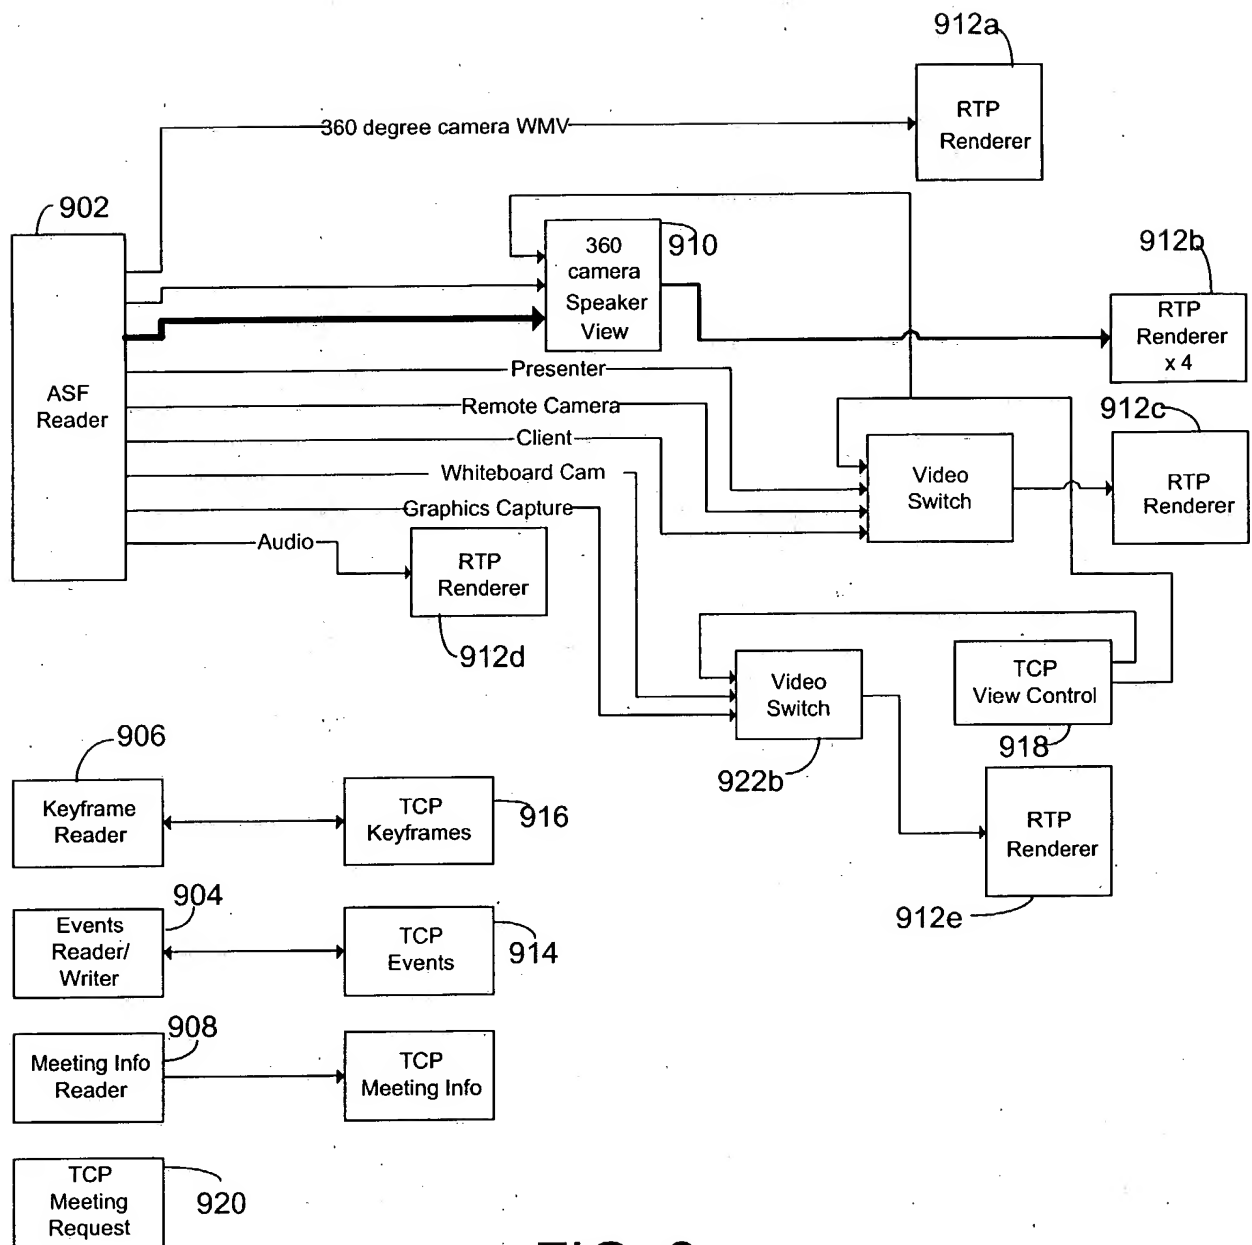 912a
RTP
Renderer
360 degree camera WMV
902
ASF
Reader
360
camera
Speaker
View
910
912b
RTP
Renderer
x 4
Presenter
Remote Camera
Client
Whiteboard Cam
Graphics Capture
Audio
912c
Video
Switch
RTP
Renderer
RTP
Renderer
912d
Video
Switch
922b
TCP
View Control
918
RTP
Renderer
912e
906
Keyframe
Reader
TCP
Keyframes
916
904
Events
Reader/
Writer
TCP
Events
914
908
Meeting Info
Reader
TCP
Meeting Info
TCP
Meeting
Request
920